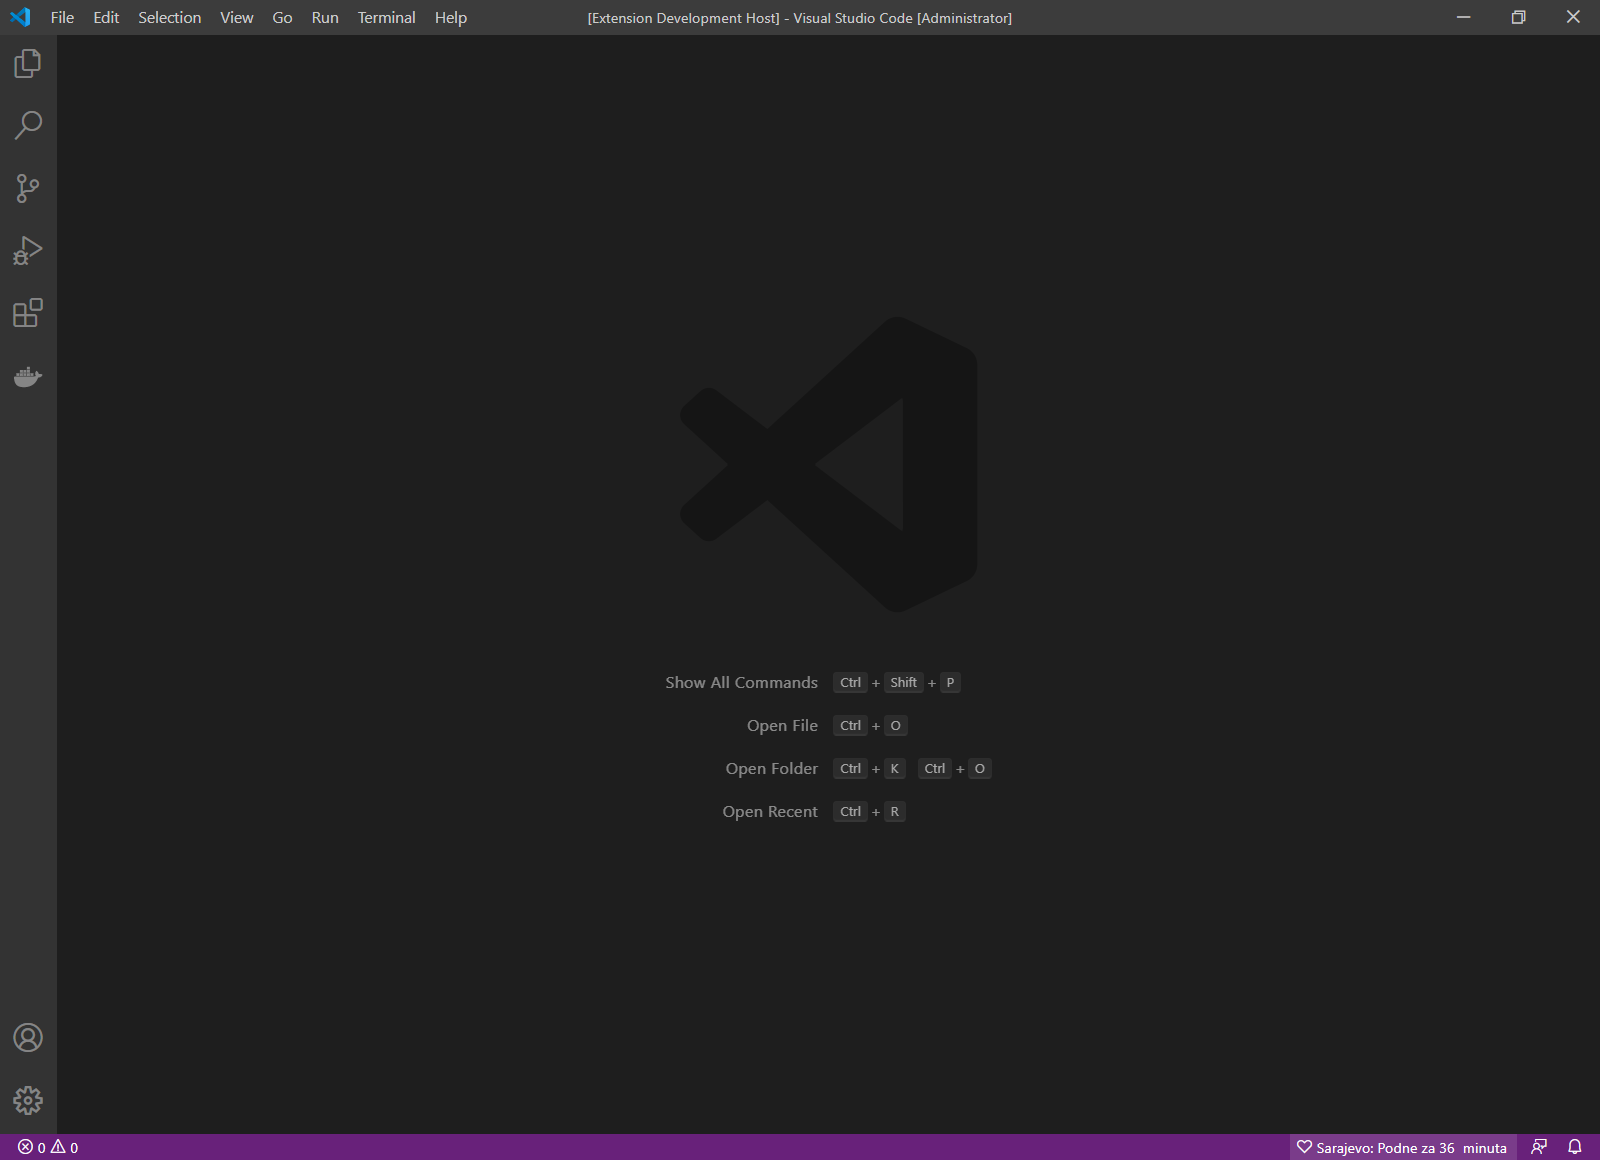 File Edit Selection View Go Run Terminal Help [Extension Development Host] - Visual Studio Code [Administrator]
Show All Commands Ctrl + Shift + P
Open File Ctrl + O
Open Folder Ctrl + K Ctrl + O
Open Recent Ctrl + R
0 0 Sarajevo: Podne za 36 minuta